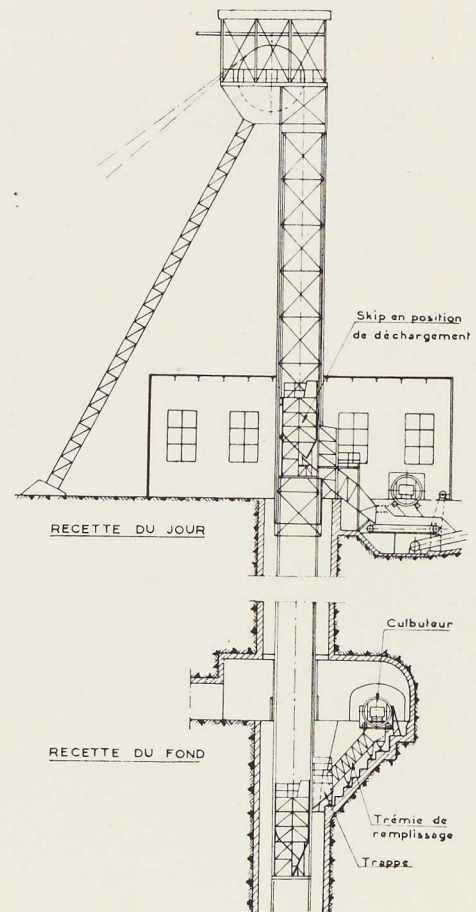 Skip en position
de déchargement
RECETTE DU JOUR
Culbuteur
RECETTE DU FOND
Trémie de
remplissage
Trappe